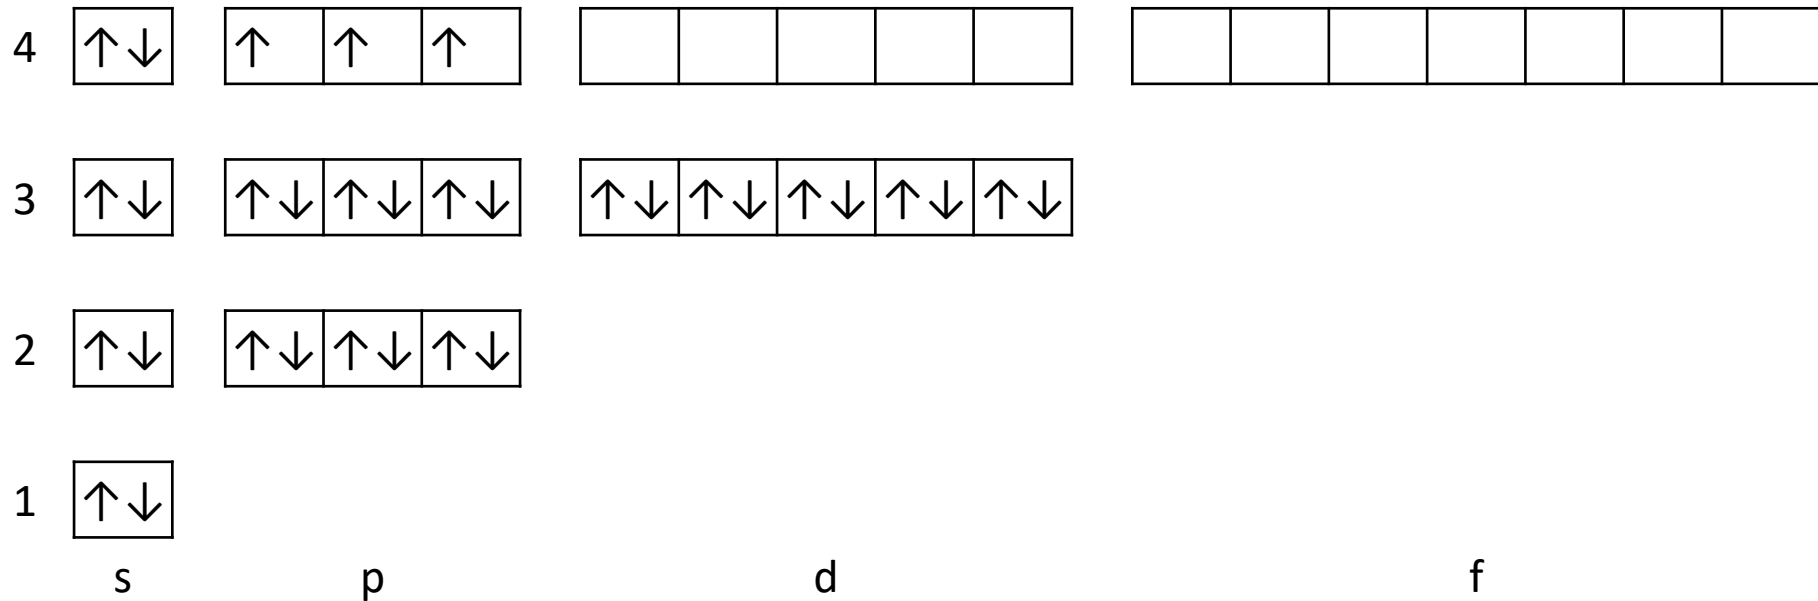 4 ↑↓ ↑ ↑ ↑
3 ↑↓ ↑↓ ↑↓ ↑↓ ↑↓ ↑↓ ↑↓ ↑↓ ↑↓
2 ↑↓ ↑↓ ↑↓ ↑↓
1 ↑↓
s p d f